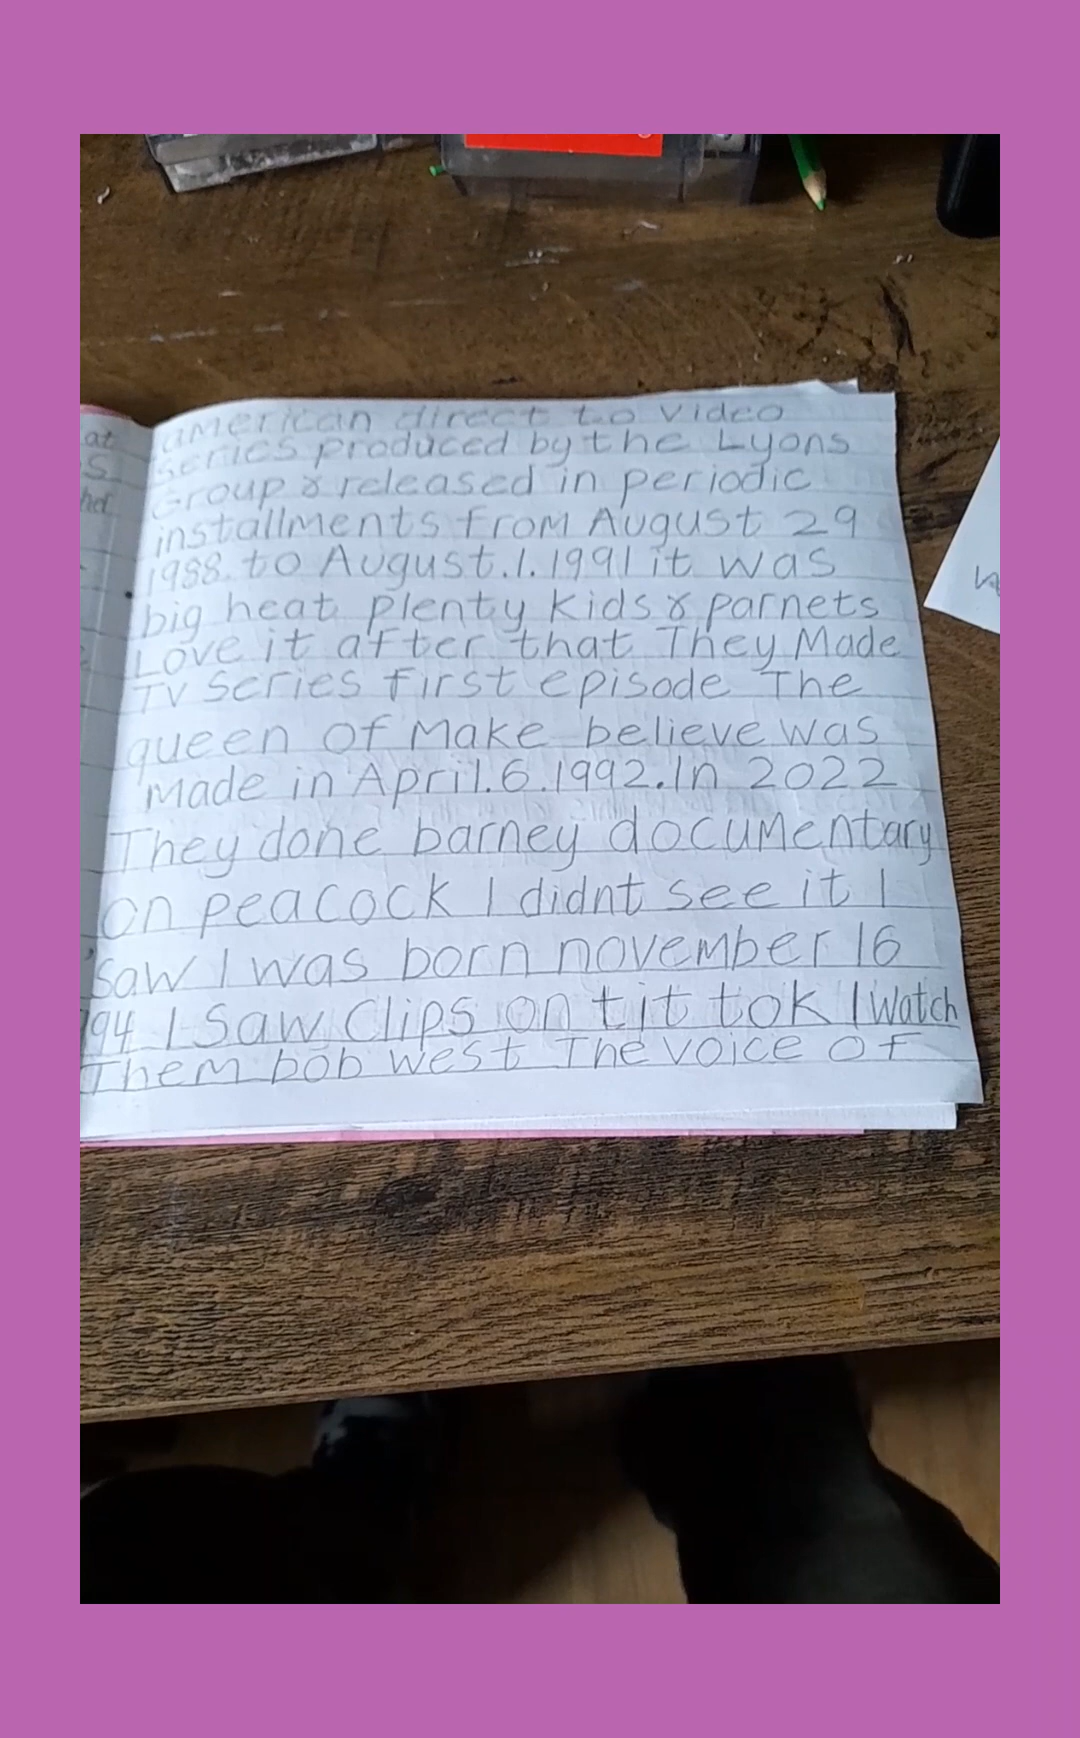 american direct to video
series produced by the Lyons
Group & released in periodic
installments from August 29
1988. to August.1.1991 it was
big heat plenty kids & parnets
Love it after that They Made
TV Series first episode The
queen of Make believe was
Made in April.6.1992.In 2022
They done barney documentary
on peacock I didnt see it I
saw I was born november 16
94 I Saw Clips on tit tok I Watch
Them bob west The voice of
at
S